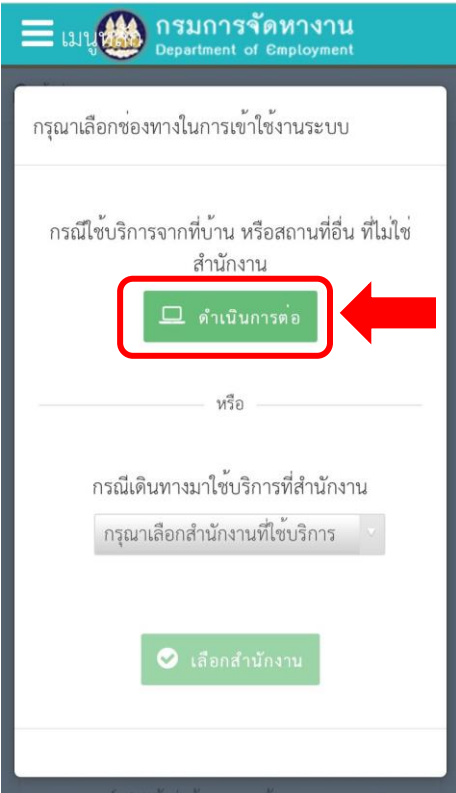 เมนูหลัก
กรมการจัดหางาน
Department of Employment
กรุณาเลือกช่องทางในการเข้าใช้งานระบบ
กรณีใช้บริการจากที่บ้าน หรือสถานที่อื่น ที่ไม่ใช่
สำนักงาน
ดำเนินการต่อ
หรือ
กรณีเดินทางมาใช้บริการที่สำนักงาน
กรุณาเลือกสำนักงานที่ใช้บริการ
เลือกสำนักงาน